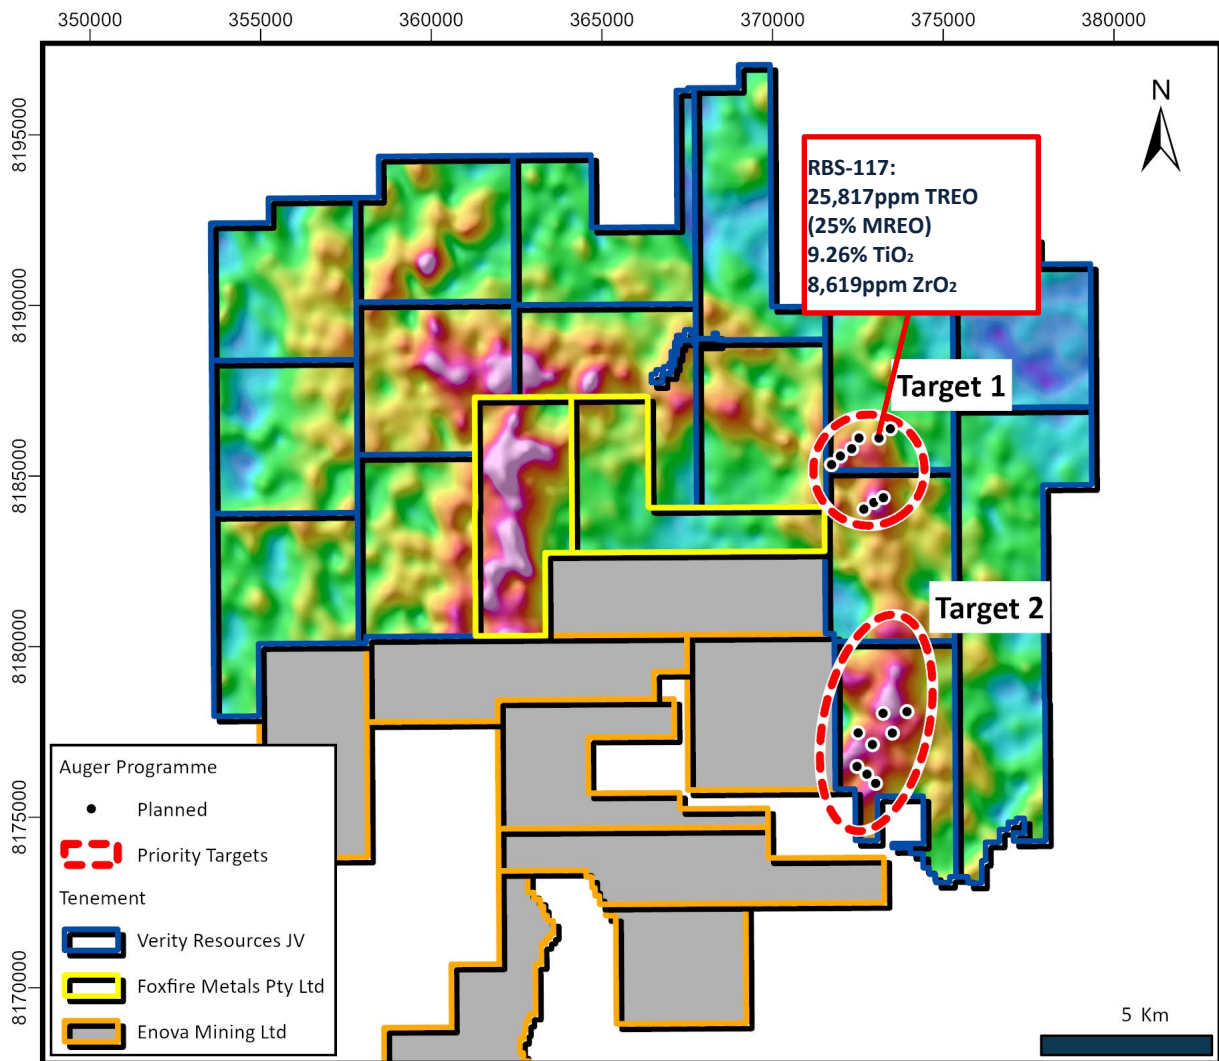 350000 355000 360000 365000 370000 375000 380000
8195000
8190000
8185000
8180000
8175000
8170000
N
RBS-117:
25,817ppm TREO
(25% MREO)
9.26% TiO₂
8,619ppm ZrO₂
Target 1
Target 2
Auger Programme
Planned
Priority Targets
Tenement
Verity Resources JV
Foxfire Metals Pty Ltd
Enova Mining Ltd
5 Km